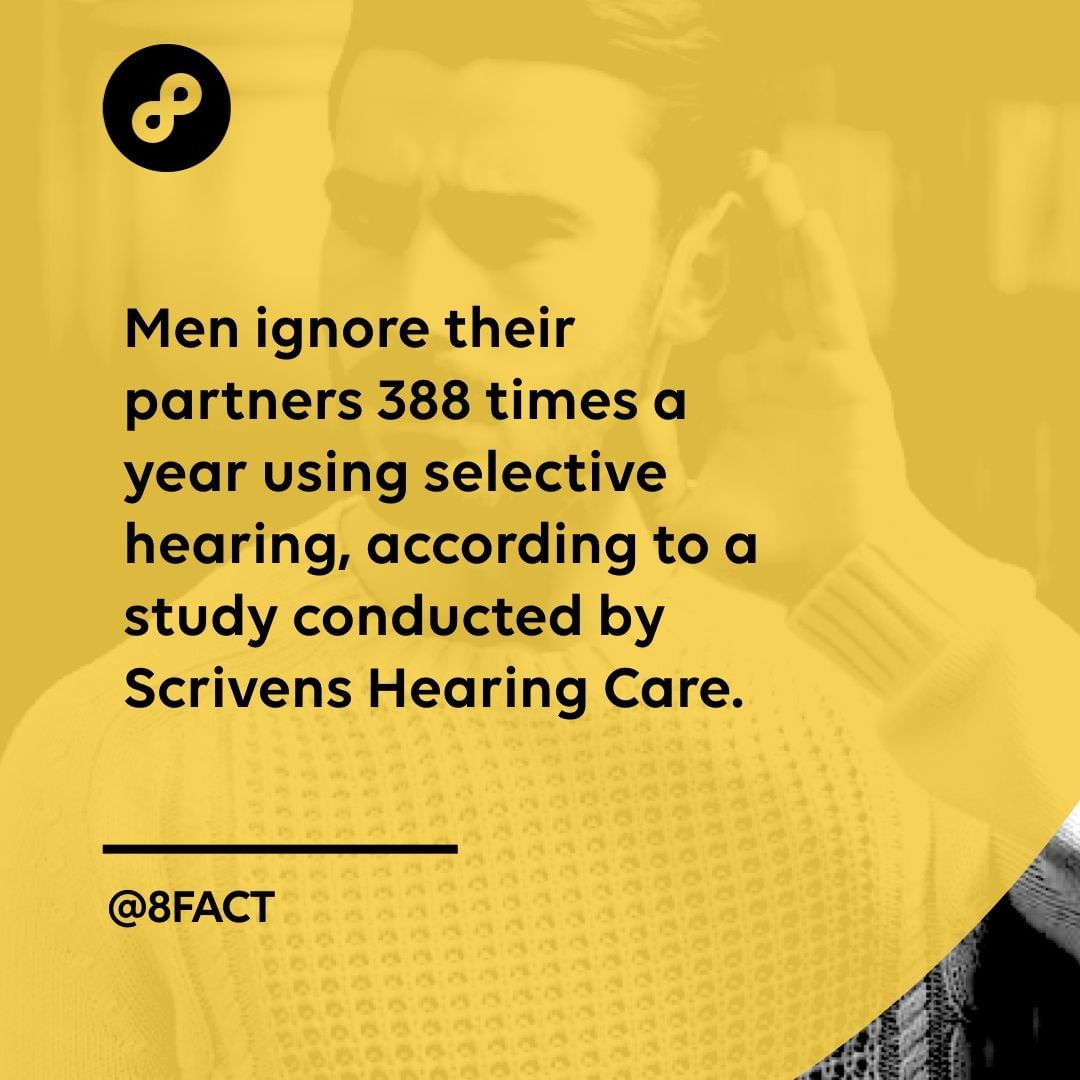 Men ignore their
partners 388 times a
year using selective
hearing, according to a
study conducted by
Scrivens Hearing Care.
@8FACT